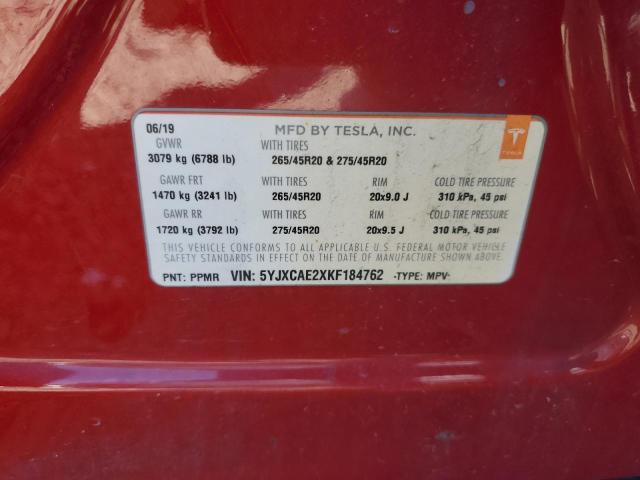 06/19 MFD BY TESLA, INC.
GVWR WITH TIRES
3079 kg (6788 lb) 265/45R20 & 275/45R20
GAWR FRT WITH TIRES RIM COLD TIRE PRESSURE
1470 kg (3241 lb) 265/45R20 20x9.0 J 310 kPa, 45 psi
GAWR RR WITH TIRES RIM COLD TIRE PRESSURE
1720 kg (3792 lb) 275/45R20 20x9.5 J 310 kPa, 45 psi
THIS VEHICLE CONFORMS TO ALL APPLICABLE U.S. FEDERAL MOTOR VEHICLE
SAFETY STANDARDS IN EFFECT ON THE DATE OF MANUFACTURE SHOWN ABOVE.
PNT: PPMR VIN: 5YJXCAE2XKF184762 -TYPE: MPV-
TESLA